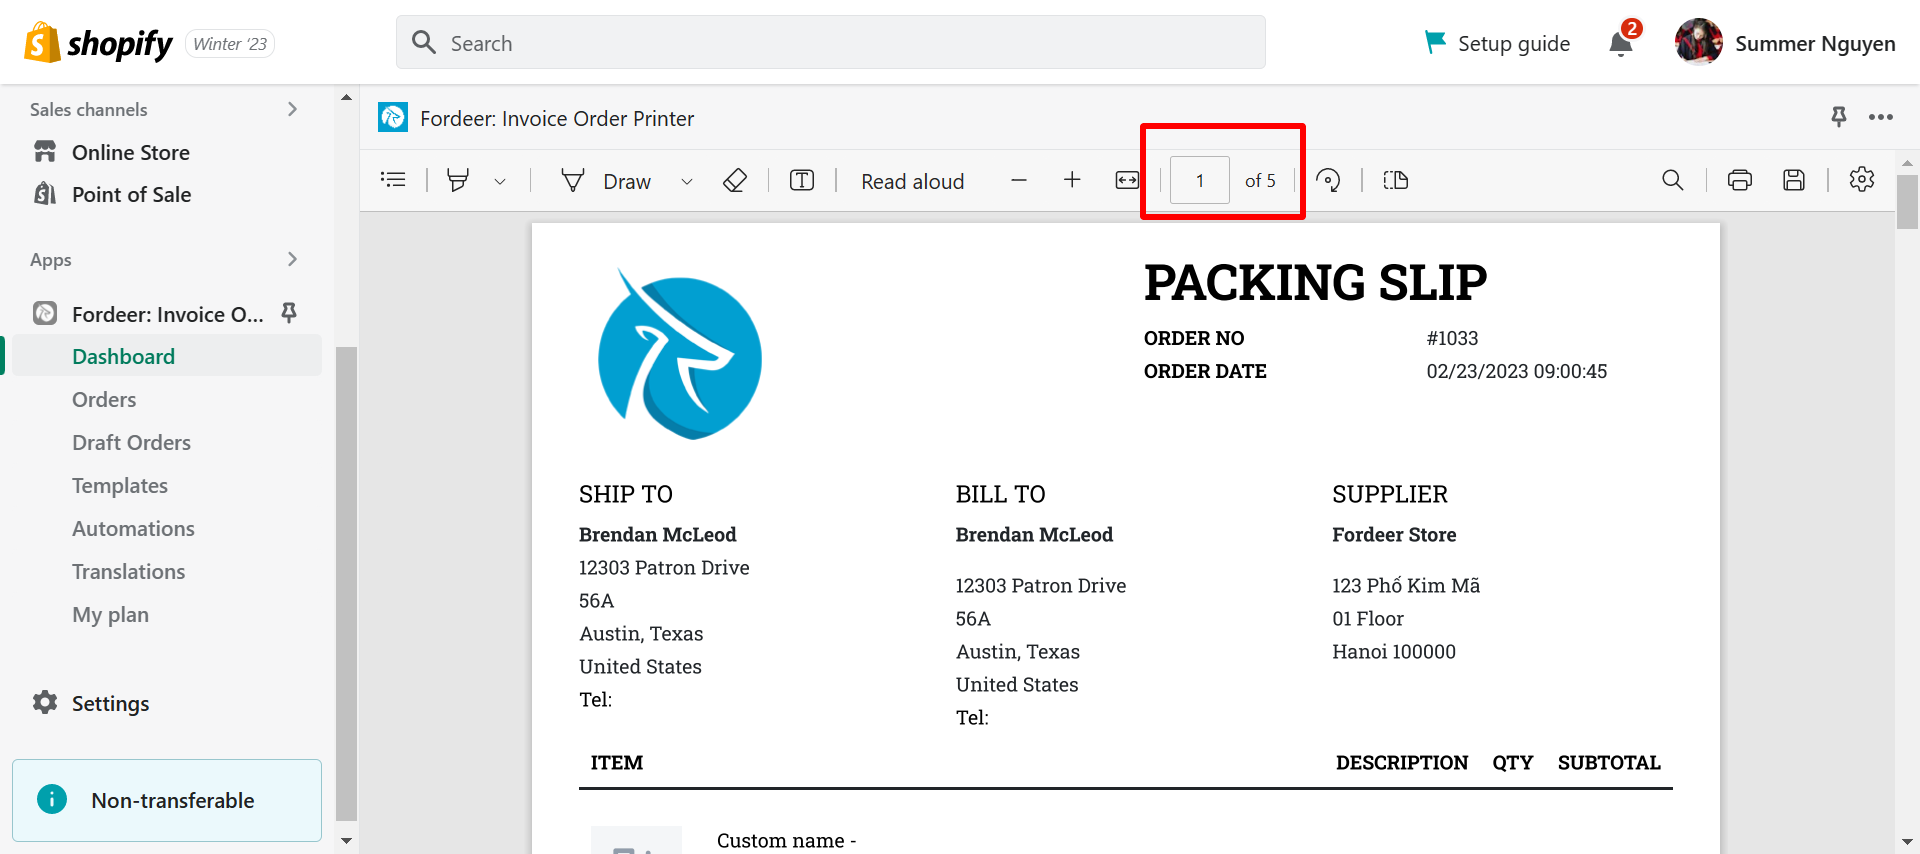 shopify
Winter ‘23
Search
Setup guide
2
Summer Nguyen
Sales channels
Online Store
Point of Sale
Apps
Fordeer: Invoice O...
Dashboard
Orders
Draft Orders
Templates
Automations
Translations
My plan
Settings
Non-transferable
Fordeer: Invoice Order Printer
Draw
Read aloud
1 of 5
PACKING SLIP
ORDER NO #1033
ORDER DATE 02/23/2023 09:00:45
SHIP TO
Brendan McLeod
12303 Patron Drive
56A
Austin, Texas
United States
Tel:
BILL TO
Brendan McLeod
12303 Patron Drive
56A
Austin, Texas
United States
Tel:
SUPPLIER
Fordeer Store
123 Phố Kim Mã
01 Floor
Hanoi 100000
ITEM DESCRIPTION QTY SUBTOTAL
Custom name -